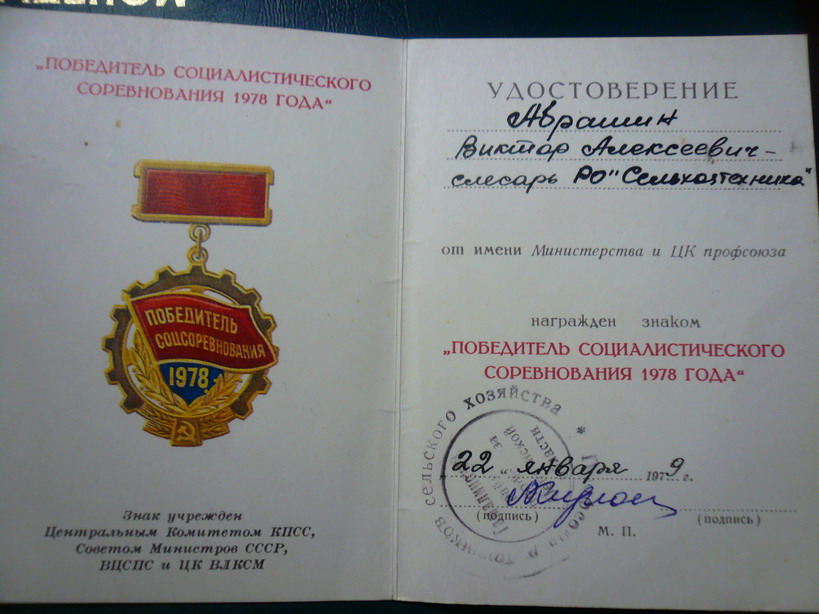 „ПОБЕДИТЕЛЬ СОЦИАЛИСТИЧЕСКОГО
СОРЕВНОВАНИЯ 1978 ГОДА"
ПОБЕДИТЕЛЬ
СОЦСОРЕВНОВАНИЯ
1978
Знак учрежден
Центральным Комитетом КПСС,
Советом Министров СССР,
ВЦСПС и ЦК ВЛКСМ
УДОСТОВЕРЕНИЕ
Аврашин
Виктор Алексеевич –
слесарь РО "Сельхозтехника"
от имени Министерства и ЦК профсоюза
награжден знаком
„ПОБЕДИТЕЛЬ СОЦИАЛИСТИЧЕСКОГО
СОРЕВНОВАНИЯ 1978 ГОДА"
сельского хозяйства
22 „ января 1979 г.
(подпись)
(подпись)
М. П.